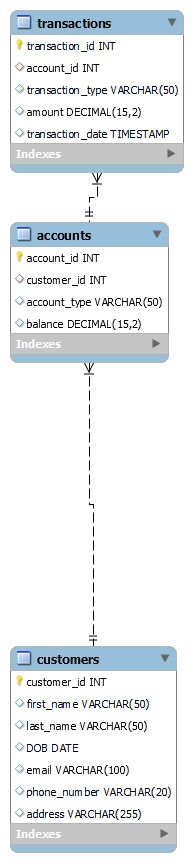 transactions
transaction_id INT
account_id INT
transaction_type VARCHAR(50)
amount DECIMAL(15,2)
transaction_date TIMESTAMP
Indexes
accounts
account_id INT
customer_id INT
account_type VARCHAR(50)
balance DECIMAL(15,2)
Indexes
customers
customer_id INT
first_name VARCHAR(50)
last_name VARCHAR(50)
DOB DATE
email VARCHAR(100)
phone_number VARCHAR(20)
address VARCHAR(255)
Indexes